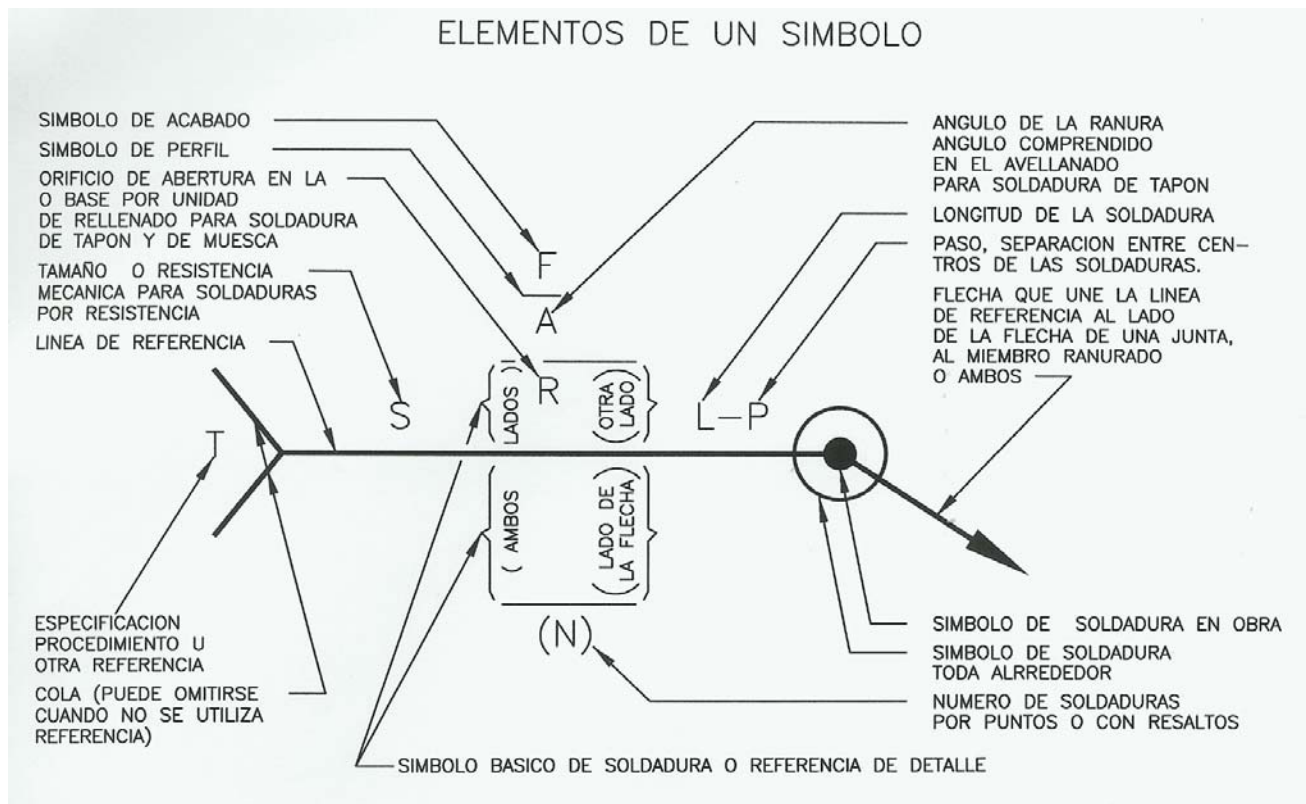 ELEMENTOS DE UN SIMBOLO
SIMBOLO DE ACABADO
SIMBOLO DE PERFIL
ORIFICIO DE ABERTURA EN LA
O BASE POR UNIDAD
DE RELLENADO PARA SOLDADURA
DE TAPON Y DE MUESCA
TAMAÑO O RESISTENCIA
MECANICA PARA SOLDADURAS
POR RESISTENCIA
LINEA DE REFERENCIA
ANGULO DE LA RANURA
ANGULO COMPRENDIDO
EN EL AVELLANADO
PARA SOLDADURA DE TAPON
LONGITUD DE LA SOLDADURA
PASO, SEPARACION ENTRE CEN-
TROS DE LAS SOLDADURAS.
FLECHA QUE UNE LA LINEA
DE REFERENCIA AL LADO
DE LA FLECHA DE UNA JUNTA,
AL MIEMBRO RANURADO
O AMBOS
F
A
R
S
LADOS )
(OTRA
LADO)
L-P
T
( AMBOS
(LADO DE
LA FLECHA)
(N)
ESPECIFICACION
PROCEDIMIENTO U
OTRA REFERENCIA
COLA (PUEDE OMITIRSE
CUANDO NO SE UTILIZA
REFERENCIA)
SIMBOLO DE SOLDADURA EN OBRA
SIMBOLO DE SOLDADURA
TODA ALRREDEDOR
NUMERO DE SOLDADURAS
POR PUNTOS O CON RESALTOS
SIMBOLO BASICO DE SOLDADURA O REFERENCIA DE DETALLE